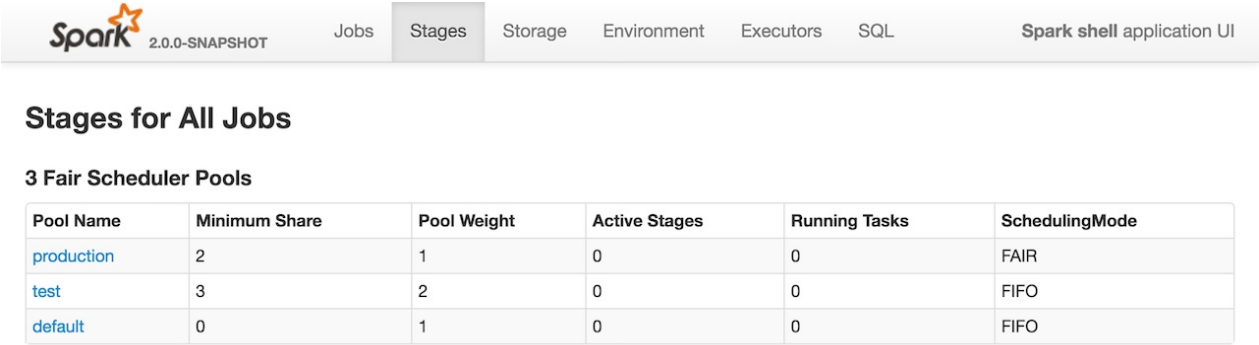 Spark 2.0.0-SNAPSHOT Jobs Stages Storage Environment Executors SQL Spark shell application UI
Stages for All Jobs
3 Fair Scheduler Pools
Pool Name Minimum Share Pool Weight Active Stages Running Tasks SchedulingMode
production 2 1 0 0 FAIR
test 3 2 0 0 FIFO
default 0 1 0 0 FIFO